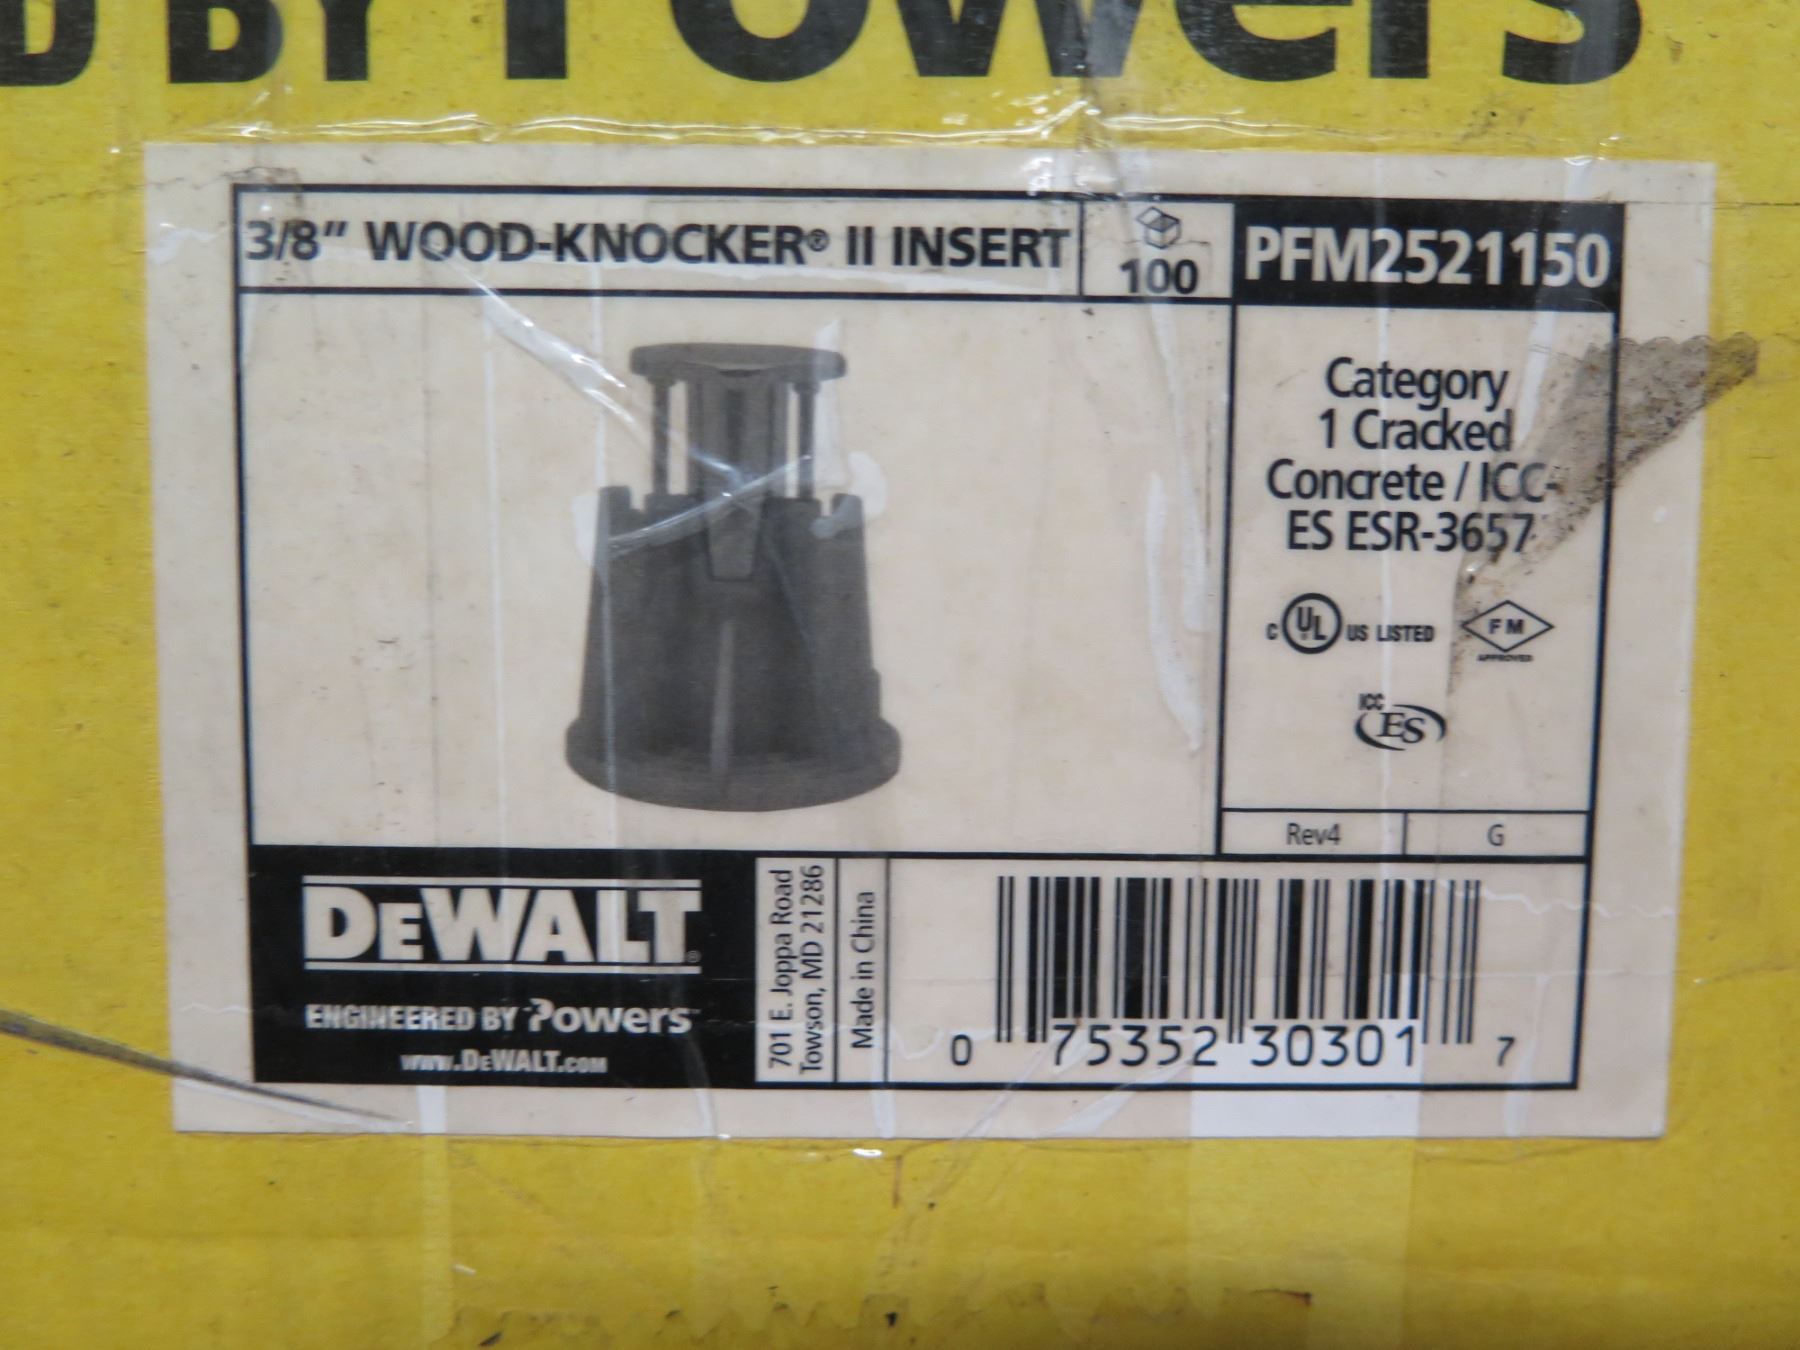 D BY Powers
3/8" WOOD-KNOCKER® II INSERT
100
PFM2521150
Category
1 Cracked
Concrete / ICC-
ES ESR-3657
C UL US LISTED
FM
APPROVED
ICC
ES
Rev4
G
DEWALT®
ENGINEERED BY Powers™
www.DEWALT.com
701 E. Joppa Road
Towson, MD 21286
Made in China
0 75352 30301 7